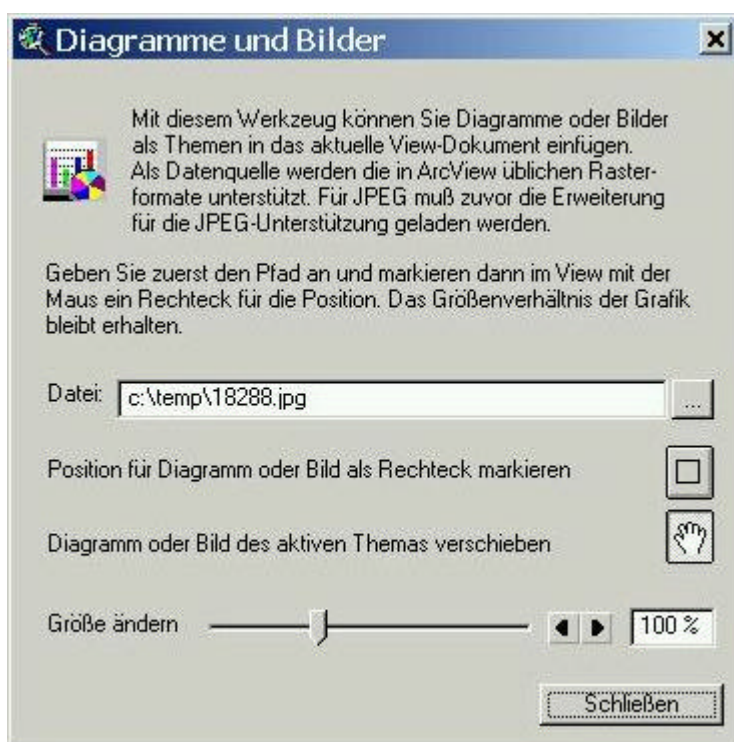 Diagramme und Bilder
Mit diesem Werkzeug können Sie Diagramme oder Bilder
als Themen in das aktuelle View-Dokument einfügen.
Als Datenquelle werden die in ArcView üblichen Raster-
formate unterstützt. Für JPEG muß zuvor die Erweiterung
für die JPEG-Unterstützung geladen werden.
Geben Sie zuerst den Pfad an und markieren dann im View mit der
Maus ein Rechteck für die Position. Das Größenverhältnis der Grafik
bleibt erhalten.
Datei: c:\temp\18288.jpg ...
Position für Diagramm oder Bild als Rechteck markieren
Diagramm oder Bild des aktiven Themas verschieben
Größe ändern 100 %
Schließen